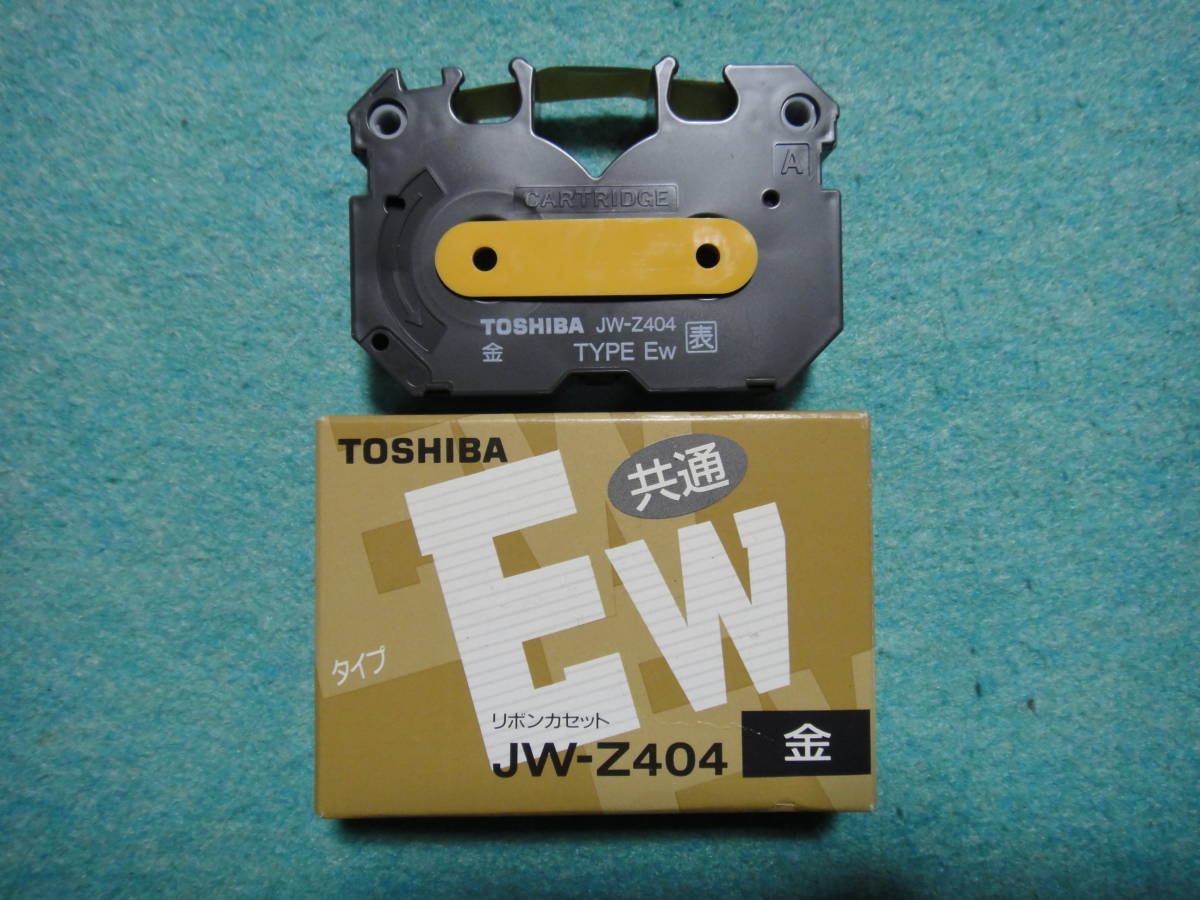 A
CARTRIDGE
TOSHIBA JW-Z404
金 TYPE Ew 表
TOSHIBA
共通
Ew
タイプ
リボンカセット
JW-Z404 金